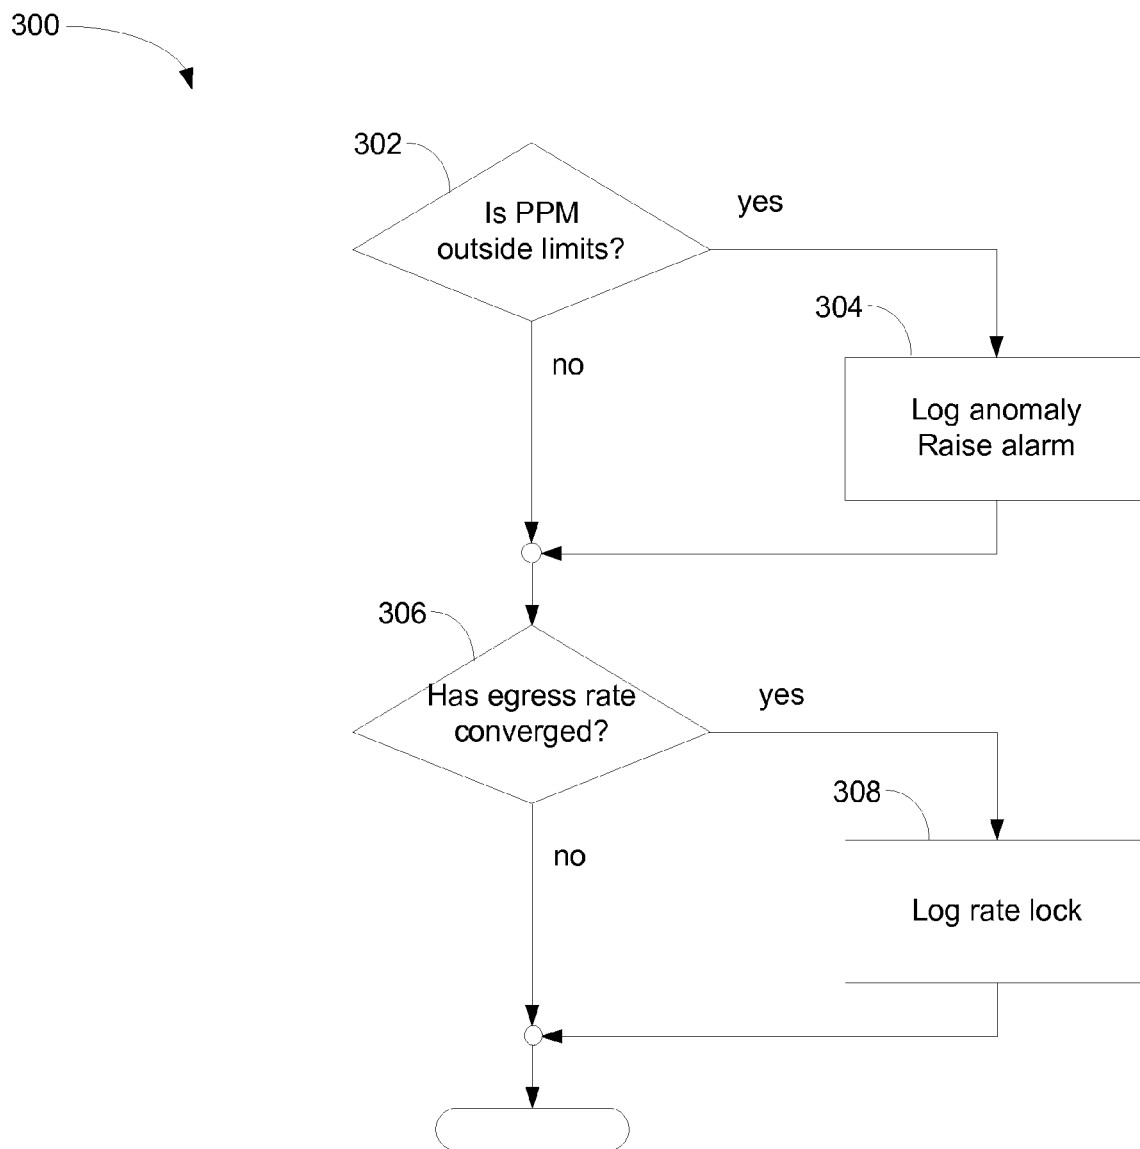 300
302
Is PPM
outside limits?
yes
304
no
Log anomaly
Raise alarm
306
Has egress rate
converged?
yes
308
no
Log rate lock